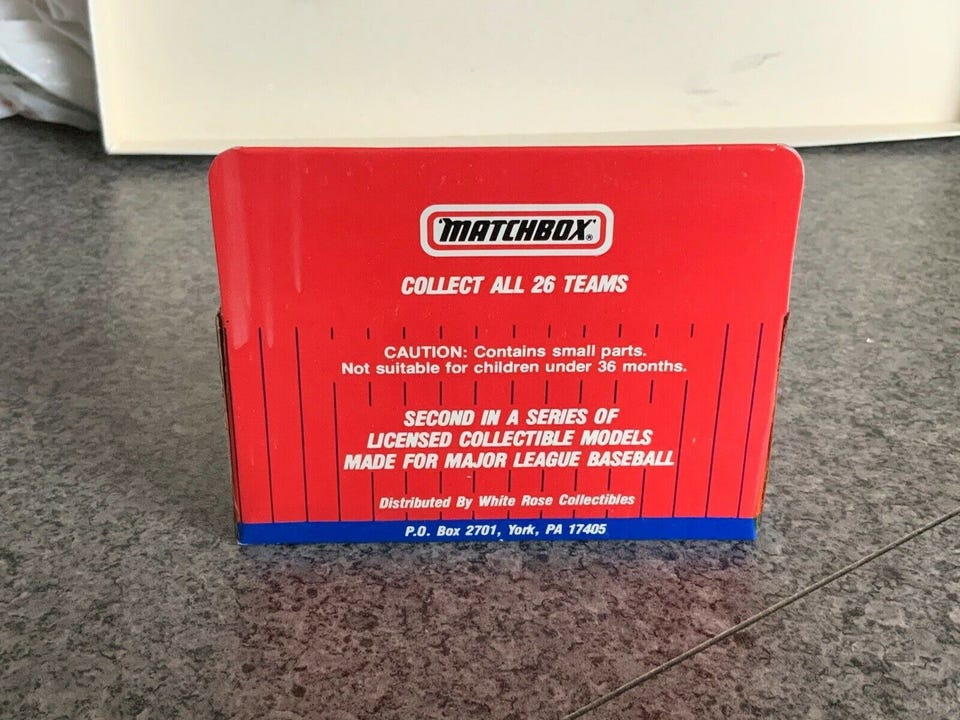 'MATCHBOX'®
COLLECT ALL 26 TEAMS
CAUTION: Contains small parts.
Not suitable for children under 36 months.
SECOND IN A SERIES OF
LICENSED COLLECTIBLE MODELS
MADE FOR MAJOR LEAGUE BASEBALL
Distributed By White Rose Collectibles
P.O. Box 2701, York, PA 17405